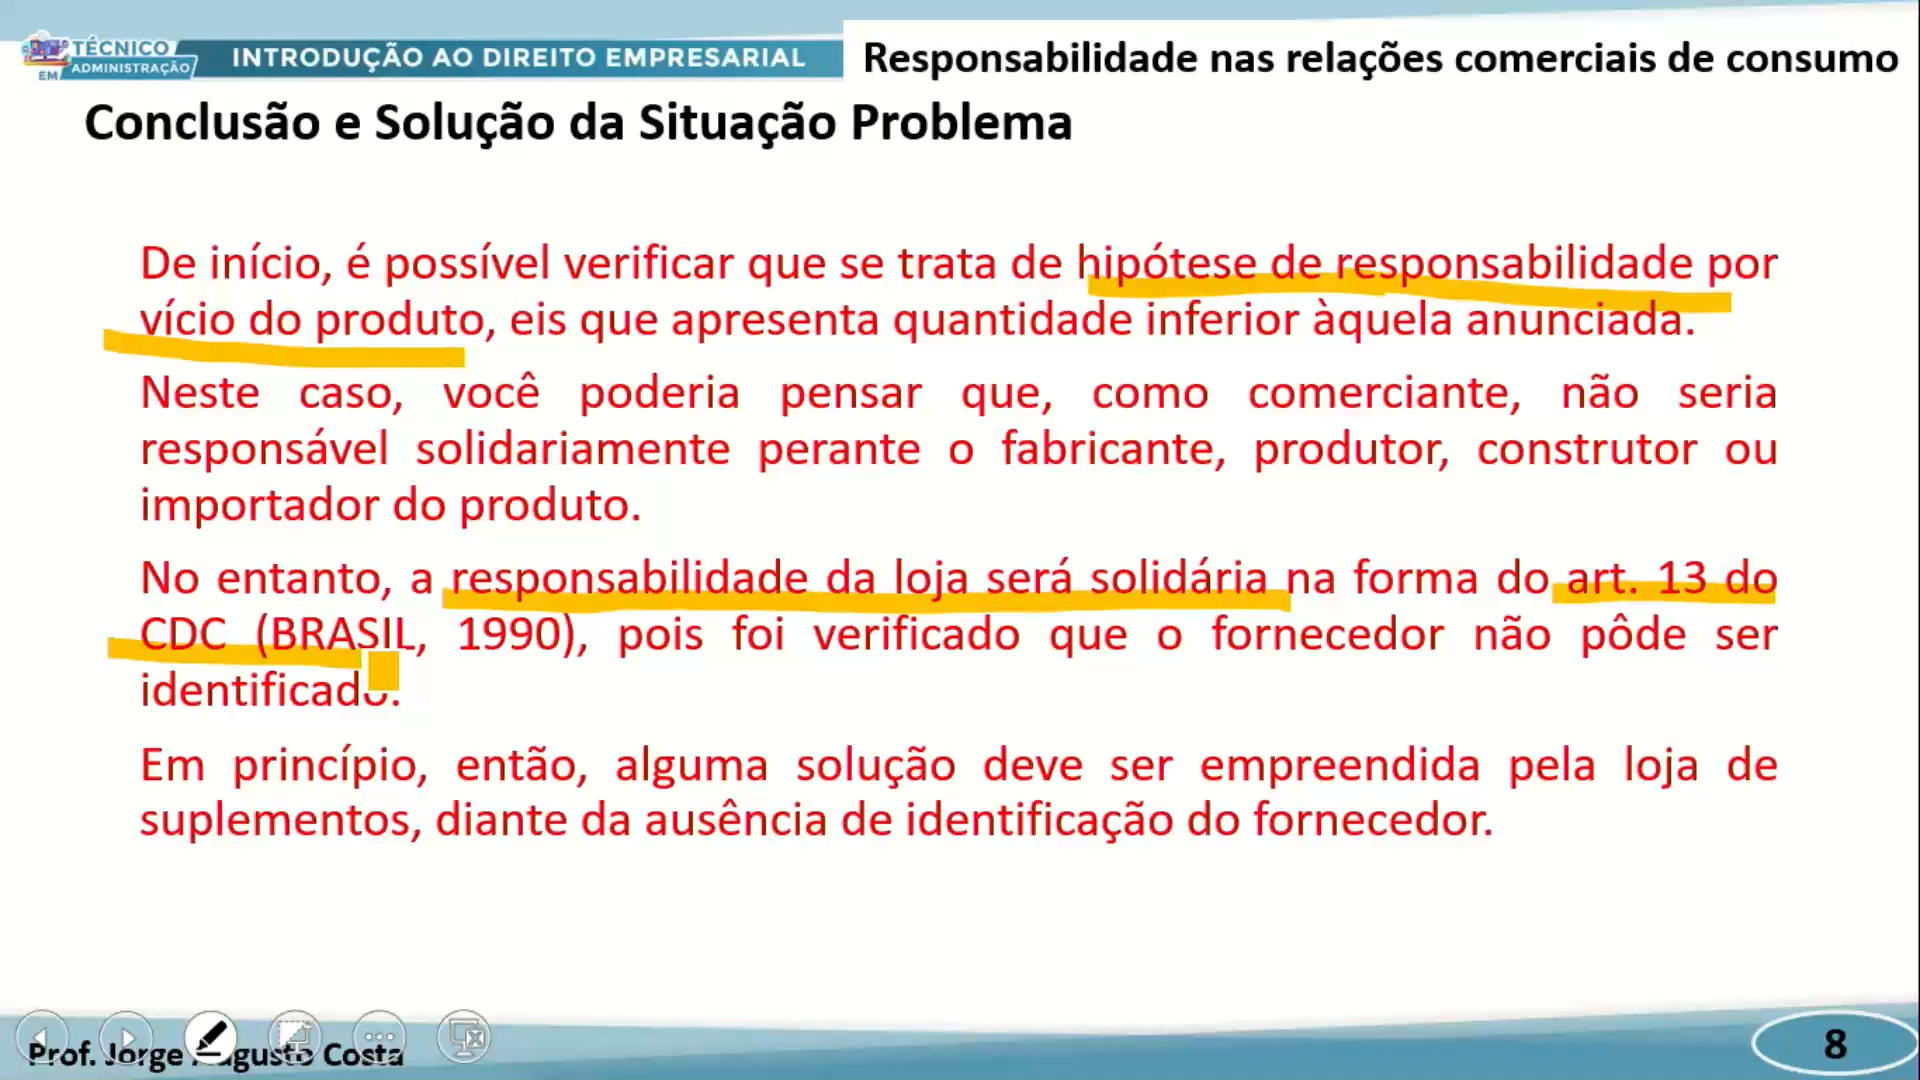 TÉCNICO
EM ADMINISTRAÇÃO
INTRODUÇÃO AO DIREITO EMPRESARIAL
Responsabilidade nas relações comerciais de consumo
Conclusão e Solução da Situação Problema
De início, é possível verificar que se trata de hipótese de responsabilidade por
vício do produto, eis que apresenta quantidade inferior àquela anunciada.
Neste caso, você poderia pensar que, como comerciante, não seria
responsável solidariamente perante o fabricante, produtor, construtor ou
importador do produto.
No entanto, a responsabilidade da loja será solidária na forma do art. 13 do
CDC (BRASIL, 1990), pois foi verificado que o fornecedor não pôde ser
identificado.
Em princípio, então, alguma solução deve ser empreendida pela loja de
suplementos, diante da ausência de identificação do fornecedor.
Prof. Jorge Augusto Costa
8